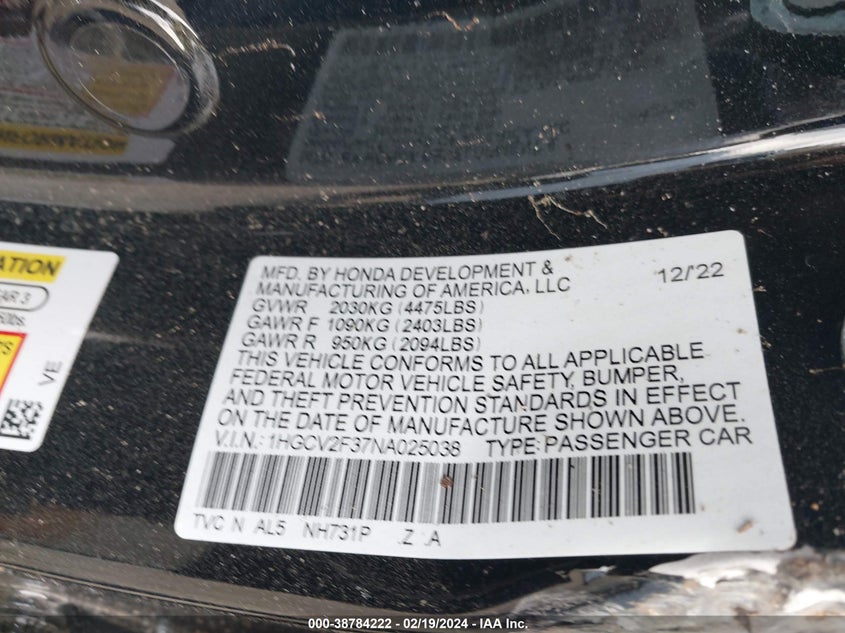 MFD. BY HONDA DEVELOPMENT &
MANUFACTURING OF AMERICA, LLC
12/'22
GVWR 2030KG (4475LBS)
GAWR F 1090KG (2403LBS)
GAWR R 950KG (2094LBS)
THIS VEHICLE CONFORMS TO ALL APPLICABLE
FEDERAL MOTOR VEHICLE SAFETY, BUMPER,
AND THEFT PREVENTION STANDARDS IN EFFECT
ON THE DATE OF MANUFACTURE SHOWN ABOVE.
V.I.N.: 1HGCV2F37NA025038 TYPE: PASSENGER CAR
TVC N AL5 NH731P .Z .A
VE
000-38784222 - 02/19/2024 - IAA Inc.